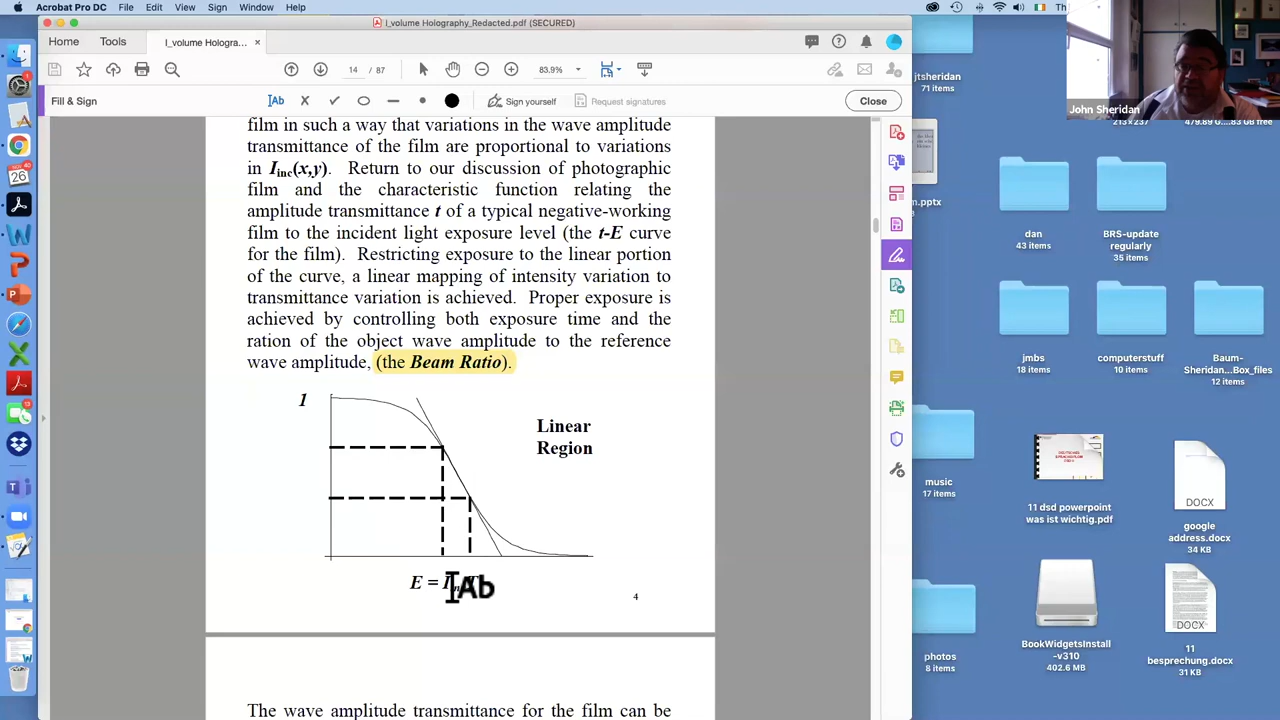 Acrobat Pro DC File Edit View Sign Window Help
I_volume Holography_Redacted.pdf (SECURED)
Home Tools I_volume Hologra... ×
14 / 87 83.9%
Fill & Sign Ab Sign yourself Request signatures Close
film in such a way that variations in the wave amplitude
transmittance of the film are proportional to variations
in Iinc(x,y). Return to our discussion of photographic
film and the characteristic function relating the
amplitude transmittance t of a typical negative-working
film to the incident light exposure level (the t-E curve
for the film). Restricting exposure to the linear portion
of the curve, a linear mapping of intensity variation to
transmittance variation is achieved. Proper exposure is
achieved by controlling both exposure time and the
ration of the object wave amplitude to the reference
wave amplitude, (the Beam Ratio).
1
Linear
Region
E = I
Ab
4
The wave amplitude transmittance for the film can be
John Sheridan
jtsheridan
71 items
213×237
83 GB free
m.pptx
dan
43 items
BRS-update
regularly
35 items
jmbs
18 items
computerstuff
10 items
Baum-
Sheridan...Box_files
12 items
music
17 items
11 dsd powerpoint
was ist wichtig.pdf
DOCX
google
address.docx
34 KB
BookWidgetsInstall
-v310
402.6 MB
DOCX
11
besprechung.docx
31 KB
photos
8 items
26